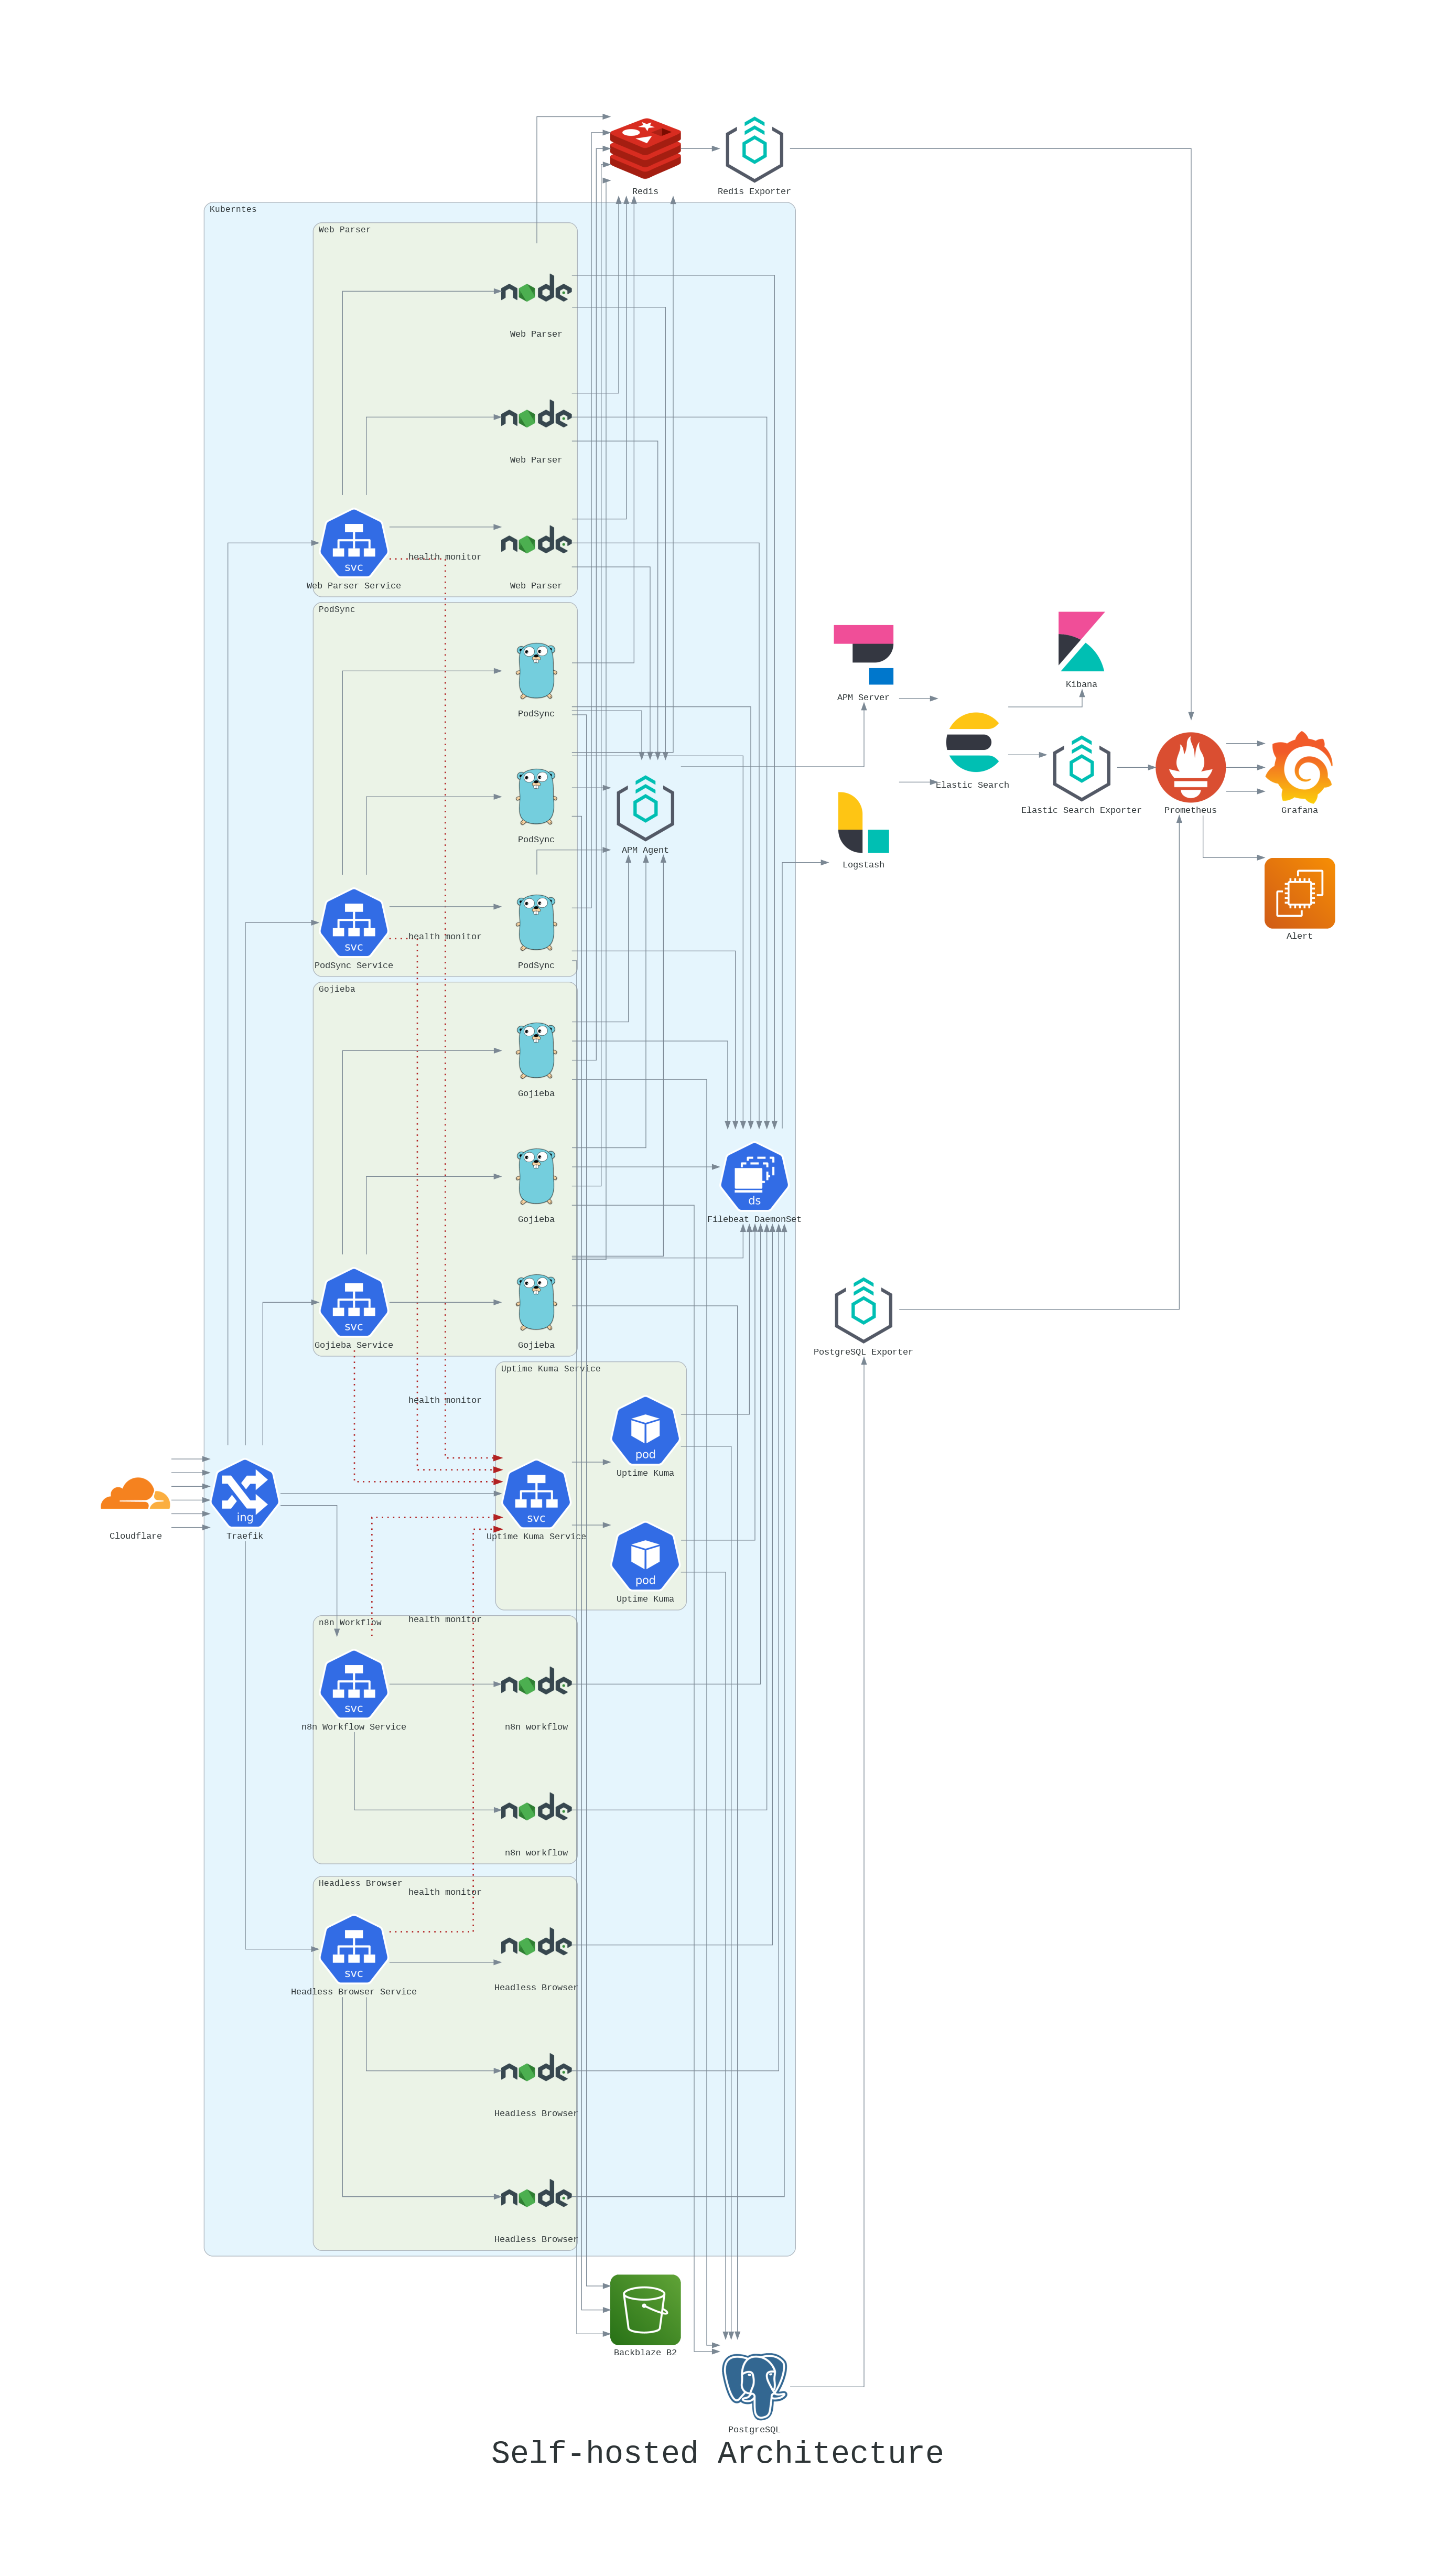 Redis
Redis Exporter
Kuberntes
Web Parser
node
Web Parser
node
Web Parser
node
svc
health monitor
Web Parser Service
Web Parser
PodSync
PodSync
PodSync
svc
health monitor
PodSync Service
PodSync
APM Agent
APM Server
Kibana
Elastic Search
Logstash
Elastic Search Exporter
Prometheus
Grafana
Alert
Gojieba
Gojieba
Gojieba
svc
Gojieba Service
Gojieba
ds
Filebeat DaemonSet
PostgreSQL Exporter
Uptime Kuma Service
health monitor
pod
Uptime Kuma
svc
Uptime Kuma Service
pod
Uptime Kuma
Cloudflare
ing
Traefik
n8n Workflow
health monitor
node
svc
n8n Workflow Service
n8n workflow
node
n8n workflow
Headless Browser
health monitor
node
svc
Headless Browser Service
Headless Browser
node
Headless Browser
node
Headless Browser
Backblaze B2
PostgreSQL
Self-hosted Architecture